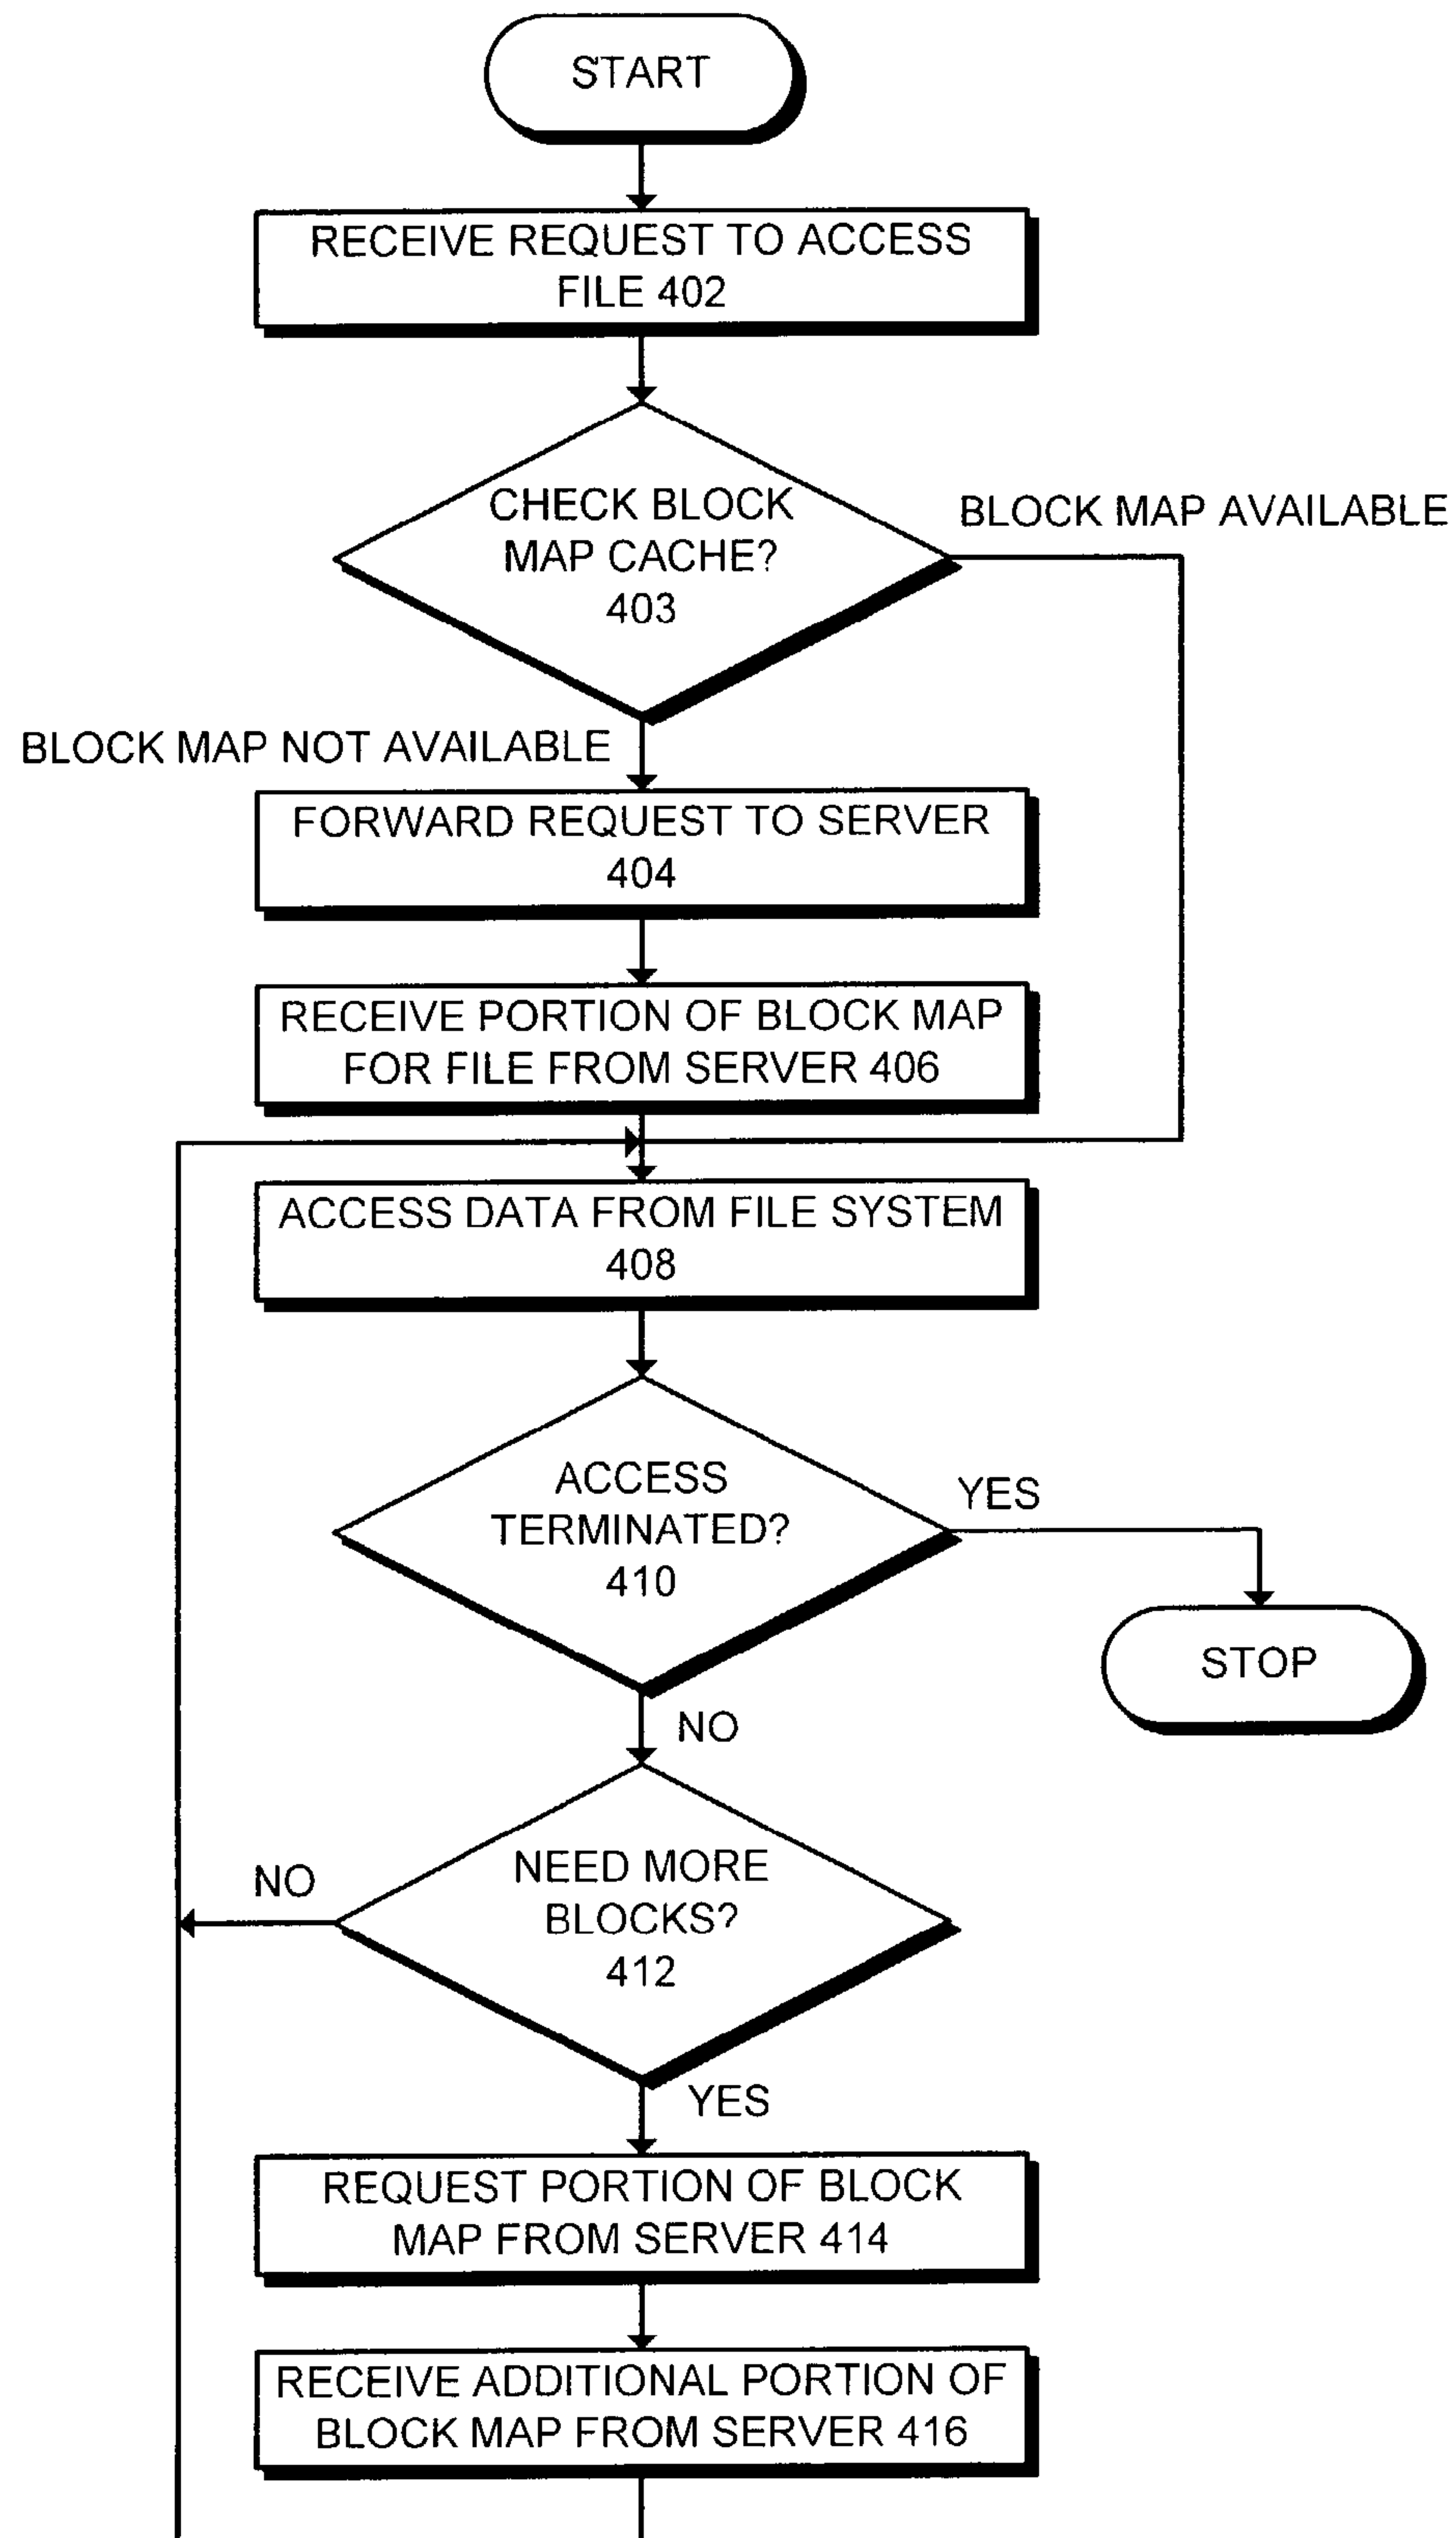 START
RECEIVE REQUEST TO ACCESS
FILE 402
CHECK BLOCK
MAP CACHE?
403
BLOCK MAP AVAILABLE
BLOCK MAP NOT AVAILABLE
FORWARD REQUEST TO SERVER
404
RECEIVE PORTION OF BLOCK MAP
FOR FILE FROM SERVER 406
ACCESS DATA FROM FILE SYSTEM
408
ACCESS
TERMINATED?
410
YES
STOP
NO
NEED MORE
BLOCKS?
412
NO
YES
REQUEST PORTION OF BLOCK
MAP FROM SERVER 414
RECEIVE ADDITIONAL PORTION OF
BLOCK MAP FROM SERVER 416